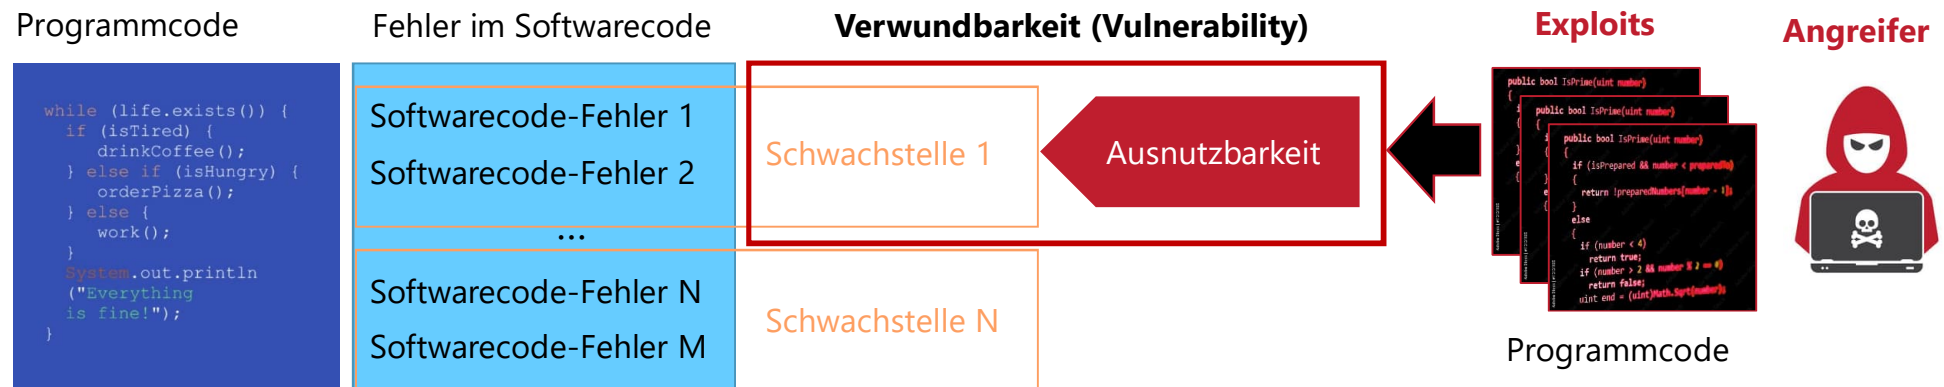 Programmcode
Fehler im Softwarecode
Verwundbarkeit (Vulnerability)
Exploits
Angreifer
while (life.exists()) {
if (isTired) {
drinkCoffee();
} else if (isHungry) {
orderPizza();
} else {
work();
}
System.out.println
("Everything
is fine!");
}
Softwarecode-Fehler 1
Softwarecode-Fehler 2
...
Softwarecode-Fehler N
Softwarecode-Fehler M
Schwachstelle 1
Schwachstelle N
Ausnutzbarkeit
public bool IsPrime(uint number)
{
public bool IsPrime(uint number)
{
public bool IsPrime(uint number)
{
if (isPrepared && number < preparedTo)
{
return !preparedNumbers[number - 1];
}
else
{
if (number < 4)
return true;
if (number > 2 && number % 2 == 0)
return false;
uint end = (uint)Math.Sqrt(number);
Programmcode